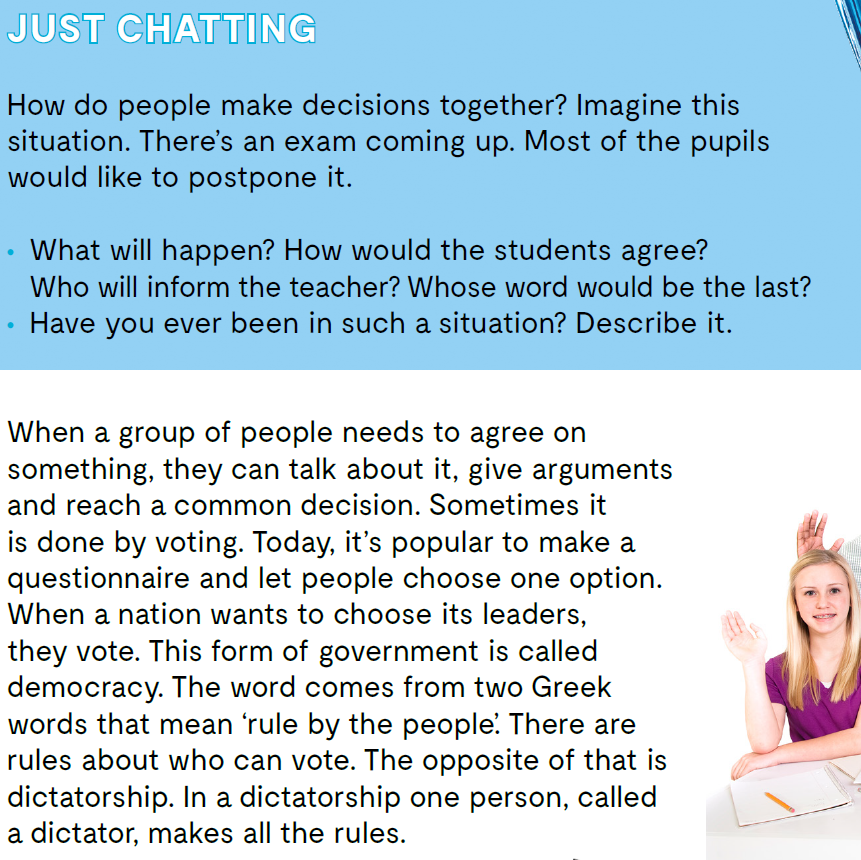 JUST CHATTING
How do people make decisions together? Imagine this
situation. There's an exam coming up. Most of the pupils
would like to postpone it.
• What will happen? How would the students agree?
Who will inform the teacher? Whose word would be the last?
• Have you ever been in such a situation? Describe it.
When a group of people needs to agree on
something, they can talk about it, give arguments
and reach a common decision. Sometimes it
is done by voting. Today, it's popular to make a
questionnaire and let people choose one option.
When a nation wants to choose its leaders,
they vote. This form of government is called
democracy. The word comes from two Greek
words that mean ‘rule by the people’. There are
rules about who can vote. The opposite of that is
dictatorship. In a dictatorship one person, called
a dictator, makes all the rules.